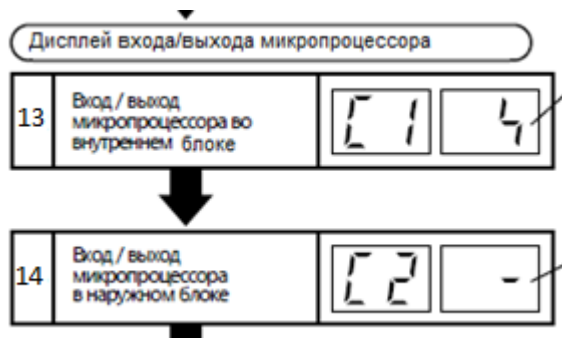 Дисплей входа/выхода микропроцессора
13
Вход / выход
микропроцессора во
внутреннем блоке
C1 4
14
Вход / выход
микропроцессора
в наружном блоке
C2 -